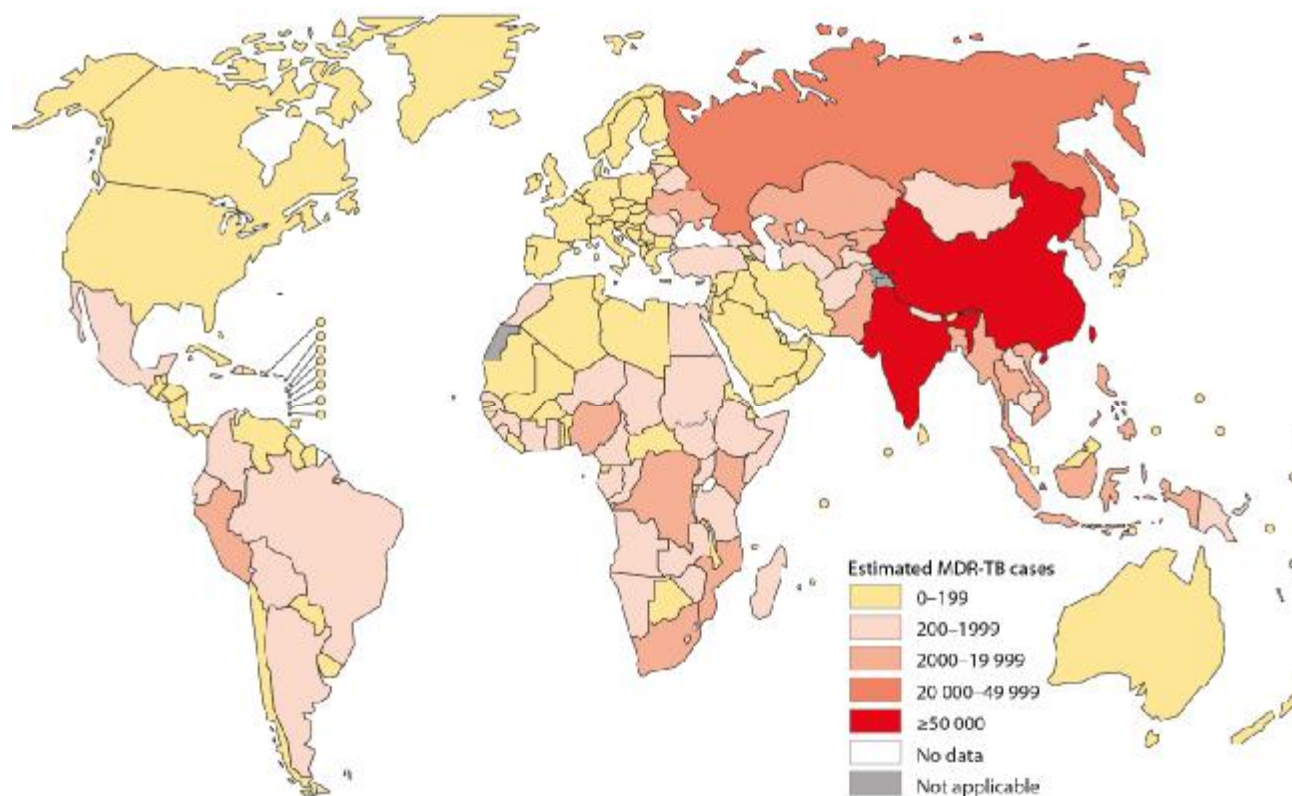 Estimated MDR-TB cases
0–199
200–1999
2000–19 999
20 000–49 999
≥50 000
No data
Not applicable